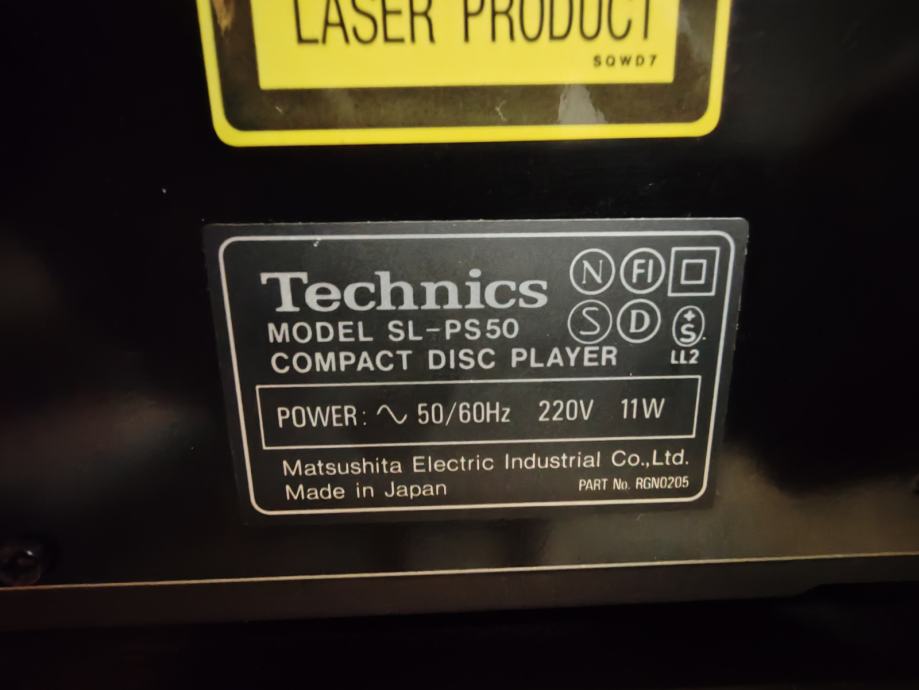 LASER PRODUCT
SQWD7
Technics
N FI
MODEL SL-PS50
S D S
COMPACT DISC PLAYER
LL2
POWER: ∿ 50/60Hz 220V 11W
Matsushita Electric Industrial Co.,Ltd.
Made in Japan
PART No. RGN0205